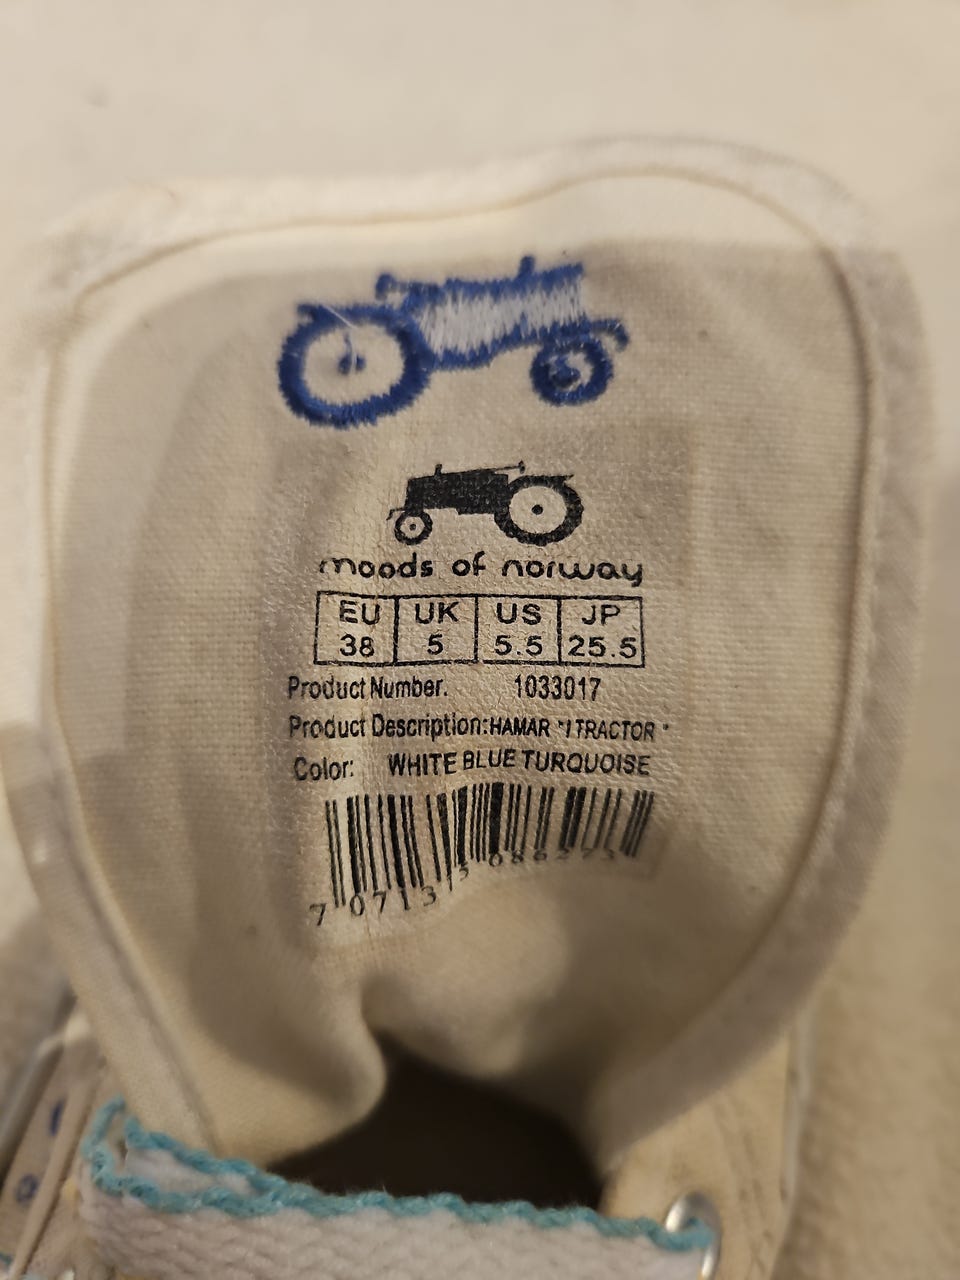 moods of norway
EU UK US JP
38 5 5.5 25.5
Product Number. 1033017
Product Description: HAMAR "I TRACTOR "
Color: WHITE BLUE TURQUOISE